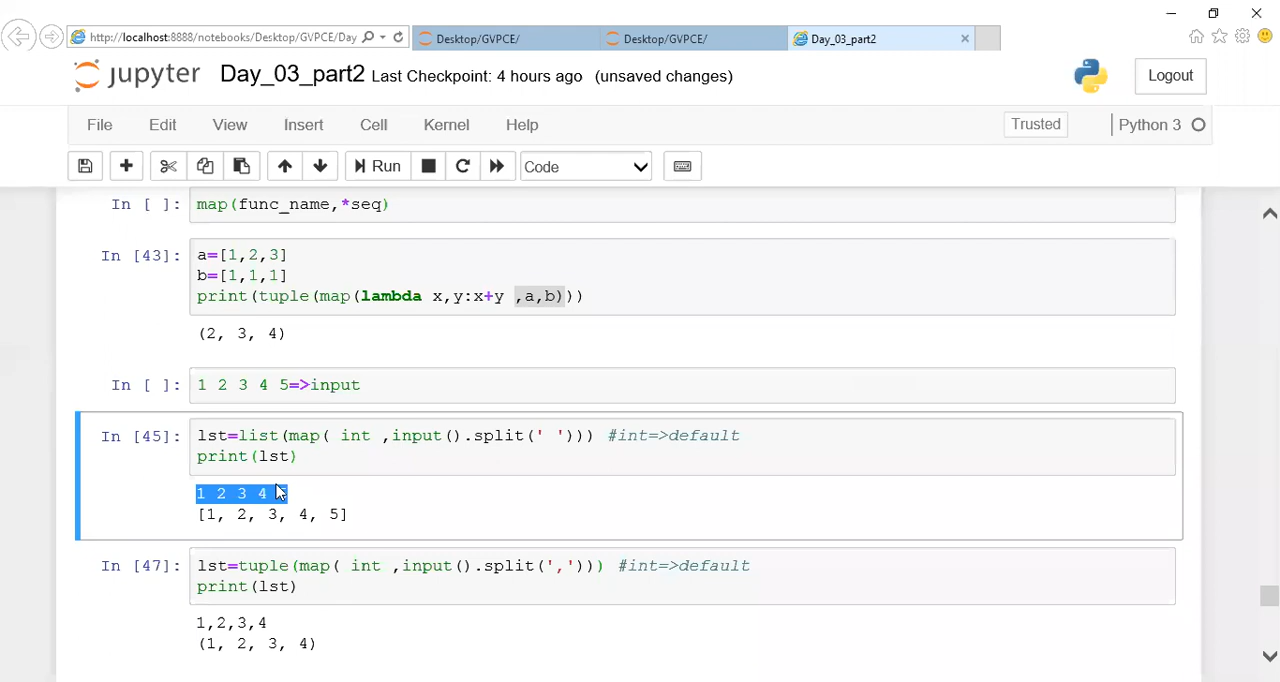 http://localhost:8888/notebooks/Desktop/GVPCE/Day
Desktop/GVPCE/
Desktop/GVPCE/
Day_03_part2
jupyter Day_03_part2 Last Checkpoint: 4 hours ago (unsaved changes)
Logout
File Edit View Insert Cell Kernel Help
Trusted
Python 3
Run
Code
In [ ]: map(func_name,*seq)
In [43]: a=[1,2,3]
b=[1,1,1]
print(tuple(map(lambda x,y:x+y ,a,b)))
(2, 3, 4)
In [ ]: 1 2 3 4 5=>input
In [45]: lst=list(map( int ,input().split(' '))) #int=>default
print(lst)
1 2 3 4
[1, 2, 3, 4, 5]
In [47]: lst=tuple(map( int ,input().split(','))) #int=>default
print(lst)
1,2,3,4
(1, 2, 3, 4)